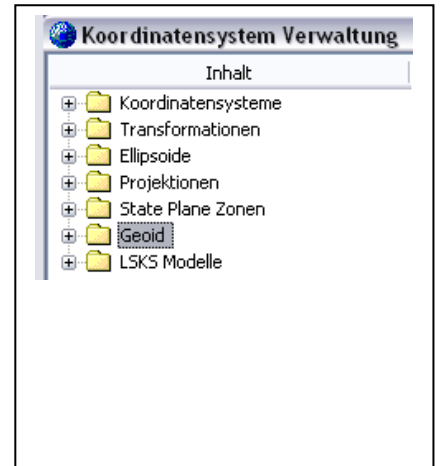 Koordinatensystem Verwaltung
Inhalt
Koordinatensysteme
Transformationen
Ellipsoide
Projektionen
State Plane Zonen
Geoid
LSKS Modelle